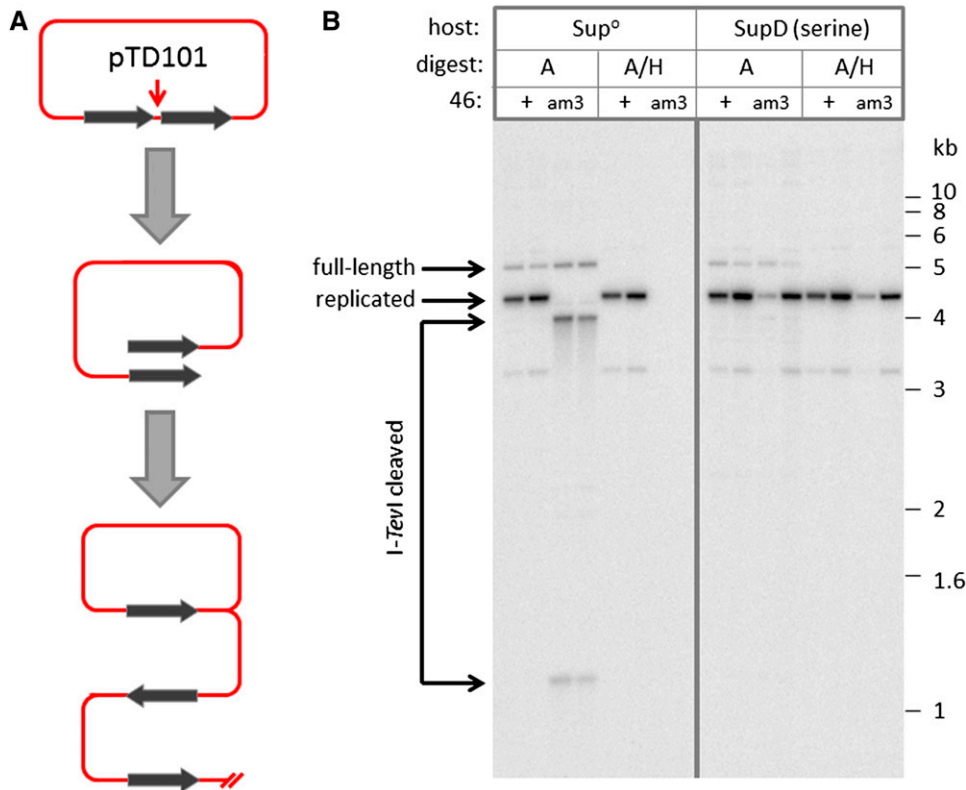 A
pTD101
B
host: Supº SupD (serine)
digest: A A/H A A/H
46: + am3 + am3 + am3 + am3
kb
10
8
6
full-length 5
replicated
4
3
I-TevI cleaved
2
1.6
1